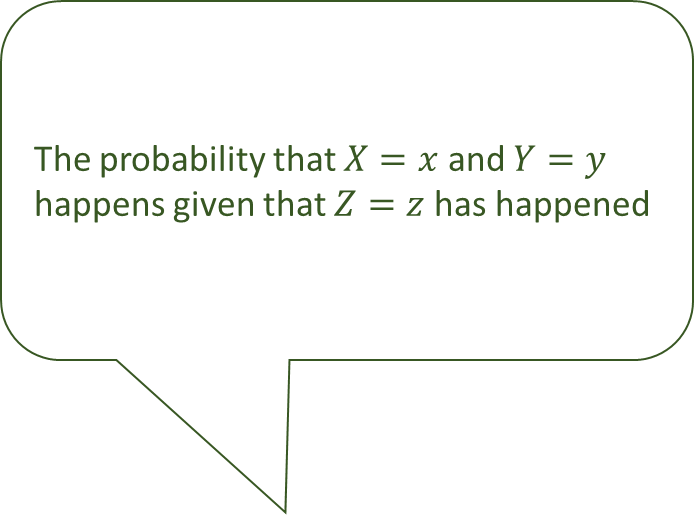 The probability that 𝑋 = 𝑥 and 𝑌 = 𝑦
happens given that 𝑍 = 𝑧 has happened